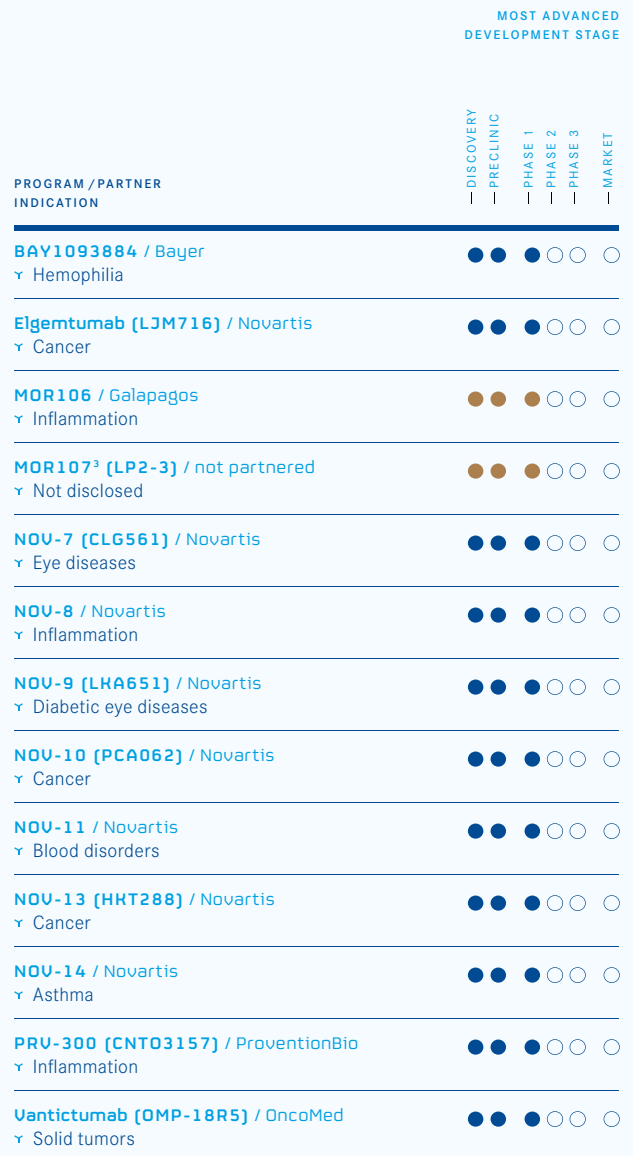 MOST ADVANCED
DEVELOPMENT STAGE
DISCOVERY
PRECLINIC
PHASE 1
PHASE 2
PHASE 3
MARKET
PROGRAM / PARTNER
INDICATION
BAY1093884 / Bayer
Hemophilia
Elgemtumab (LJM716) / Novartis
Cancer
MOR106 / Galapagos
Inflammation
MOR107³ (LP2-3) / not partnered
Not disclosed
NOV-7 (CLG561) / Novartis
Eye diseases
NOV-8 / Novartis
Inflammation
NOV-9 (LKA651) / Novartis
Diabetic eye diseases
NOV-10 (PCA062) / Novartis
Cancer
NOV-11 / Novartis
Blood disorders
NOV-13 (HKT288) / Novartis
Cancer
NOV-14 / Novartis
Asthma
PRV-300 (CNTO3157) / ProventionBio
Inflammation
Vantictumab (OMP-18R5) / OncoMed
Solid tumors